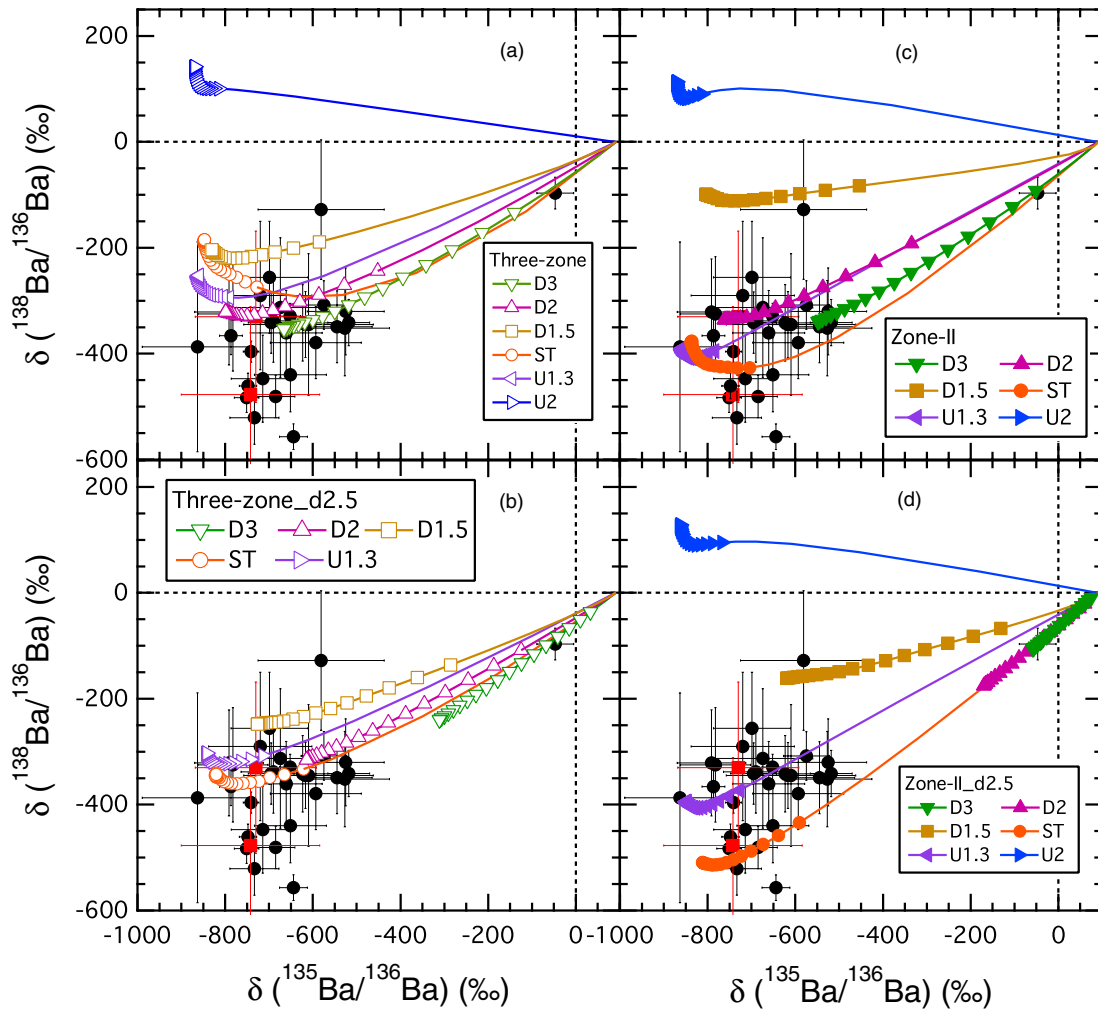 200
0
-200
-400
-600
δ (¹³⁸Ba/¹³⁶Ba) (‰)
(a)
Three-zone
D3
D2
D1.5
ST
U1.3
U2
(c)
Zone-II
D3 D2
D1.5 ST
U1.3 U2
200
0
-200
-400
-600
δ (¹³⁸Ba/¹³⁶Ba) (‰)
(b)
Three-zone_d2.5
D3 D2 D1.5
ST U1.3
(d)
Zone-II_d2.5
D3 D2
D1.5 ST
U1.3 U2
-1000 -800 -600 -400 -200 0
-1000 -800 -600 -400 -200 0
δ (¹³⁵Ba/¹³⁶Ba) (‰)
δ (¹³⁵Ba/¹³⁶Ba) (‰)